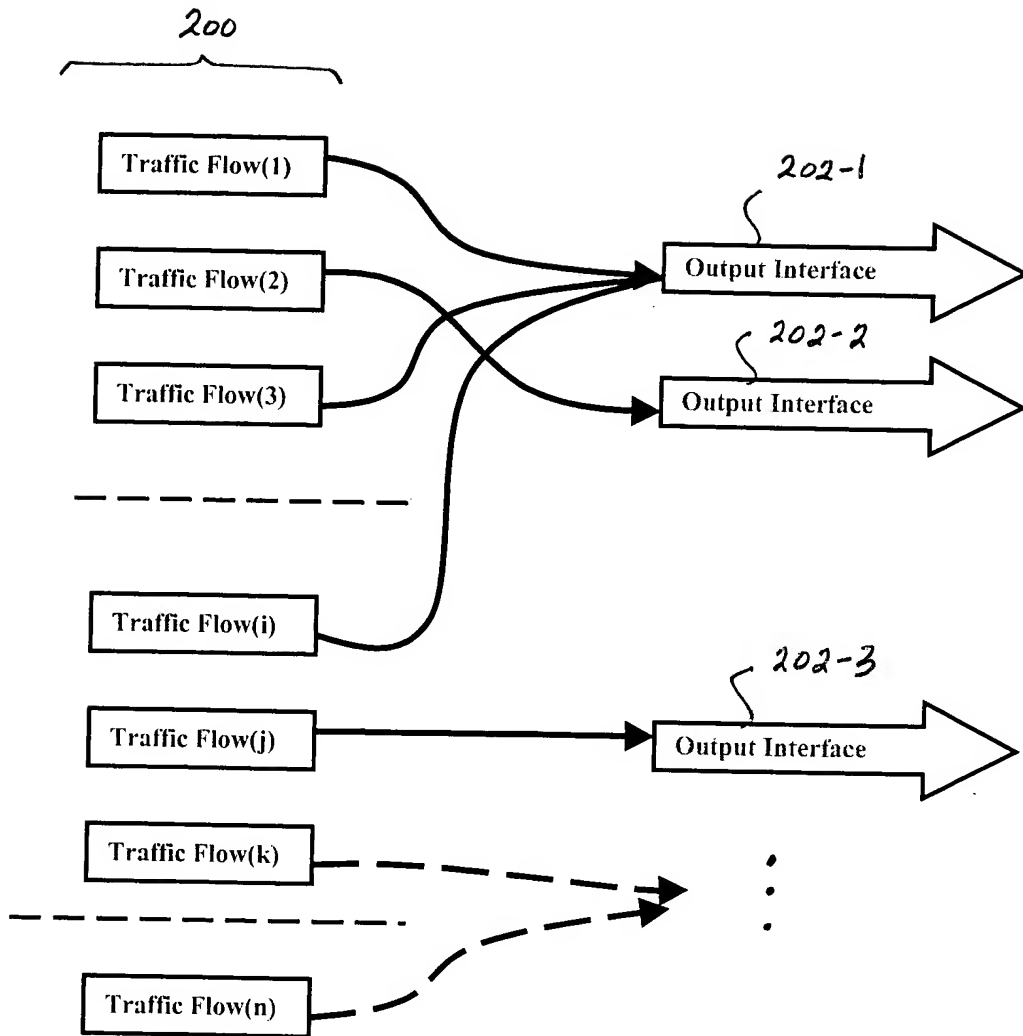 200
Traffic Flow(1)
202-1
Traffic Flow(2)
Output Interface
202-2
Traffic Flow(3)
Output Interface
Traffic Flow(i)
202-3
Traffic Flow(j)
Output Interface
Traffic Flow(k)
Traffic Flow(n)